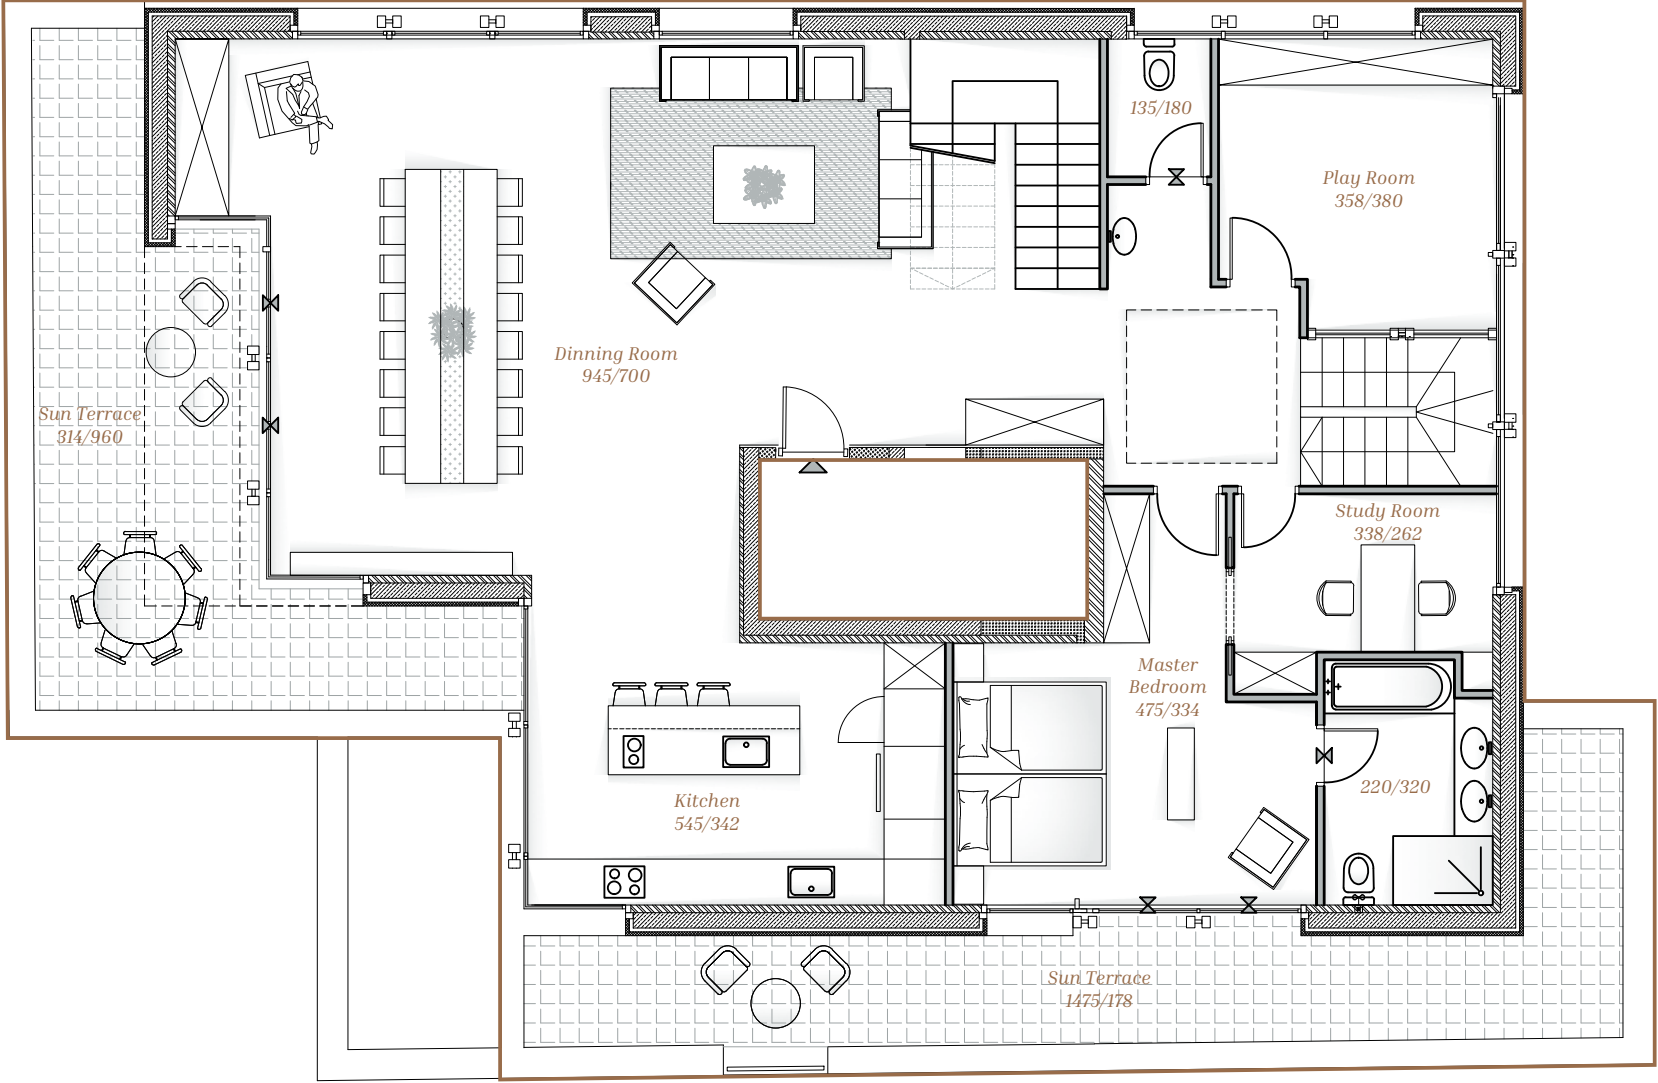 135/180
Play Room
358/380
Dinning Room
945/700
Sun Terrace
314/960
Study Room
338/262
Master
Bedroom
475/334
Kitchen
545/342
220/320
Sun Terrace
1475/178